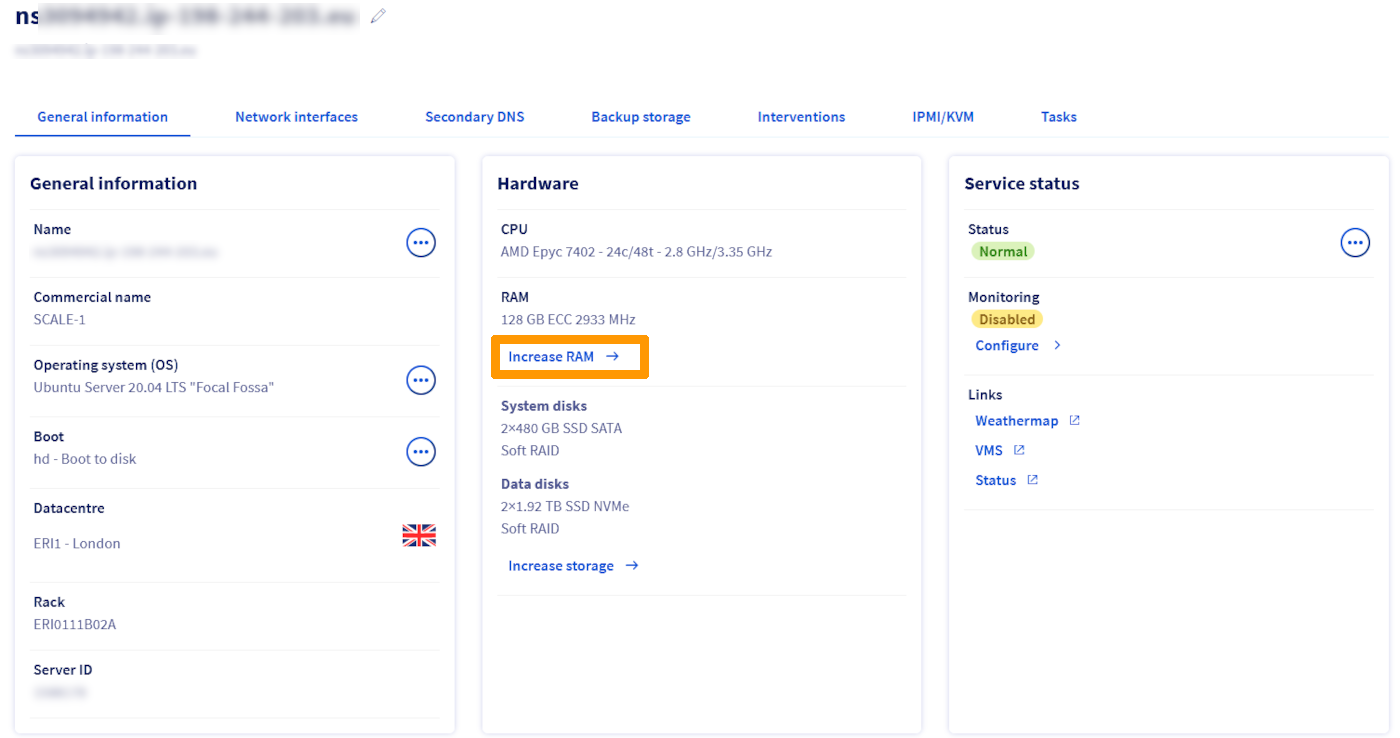 ns
General information
Network interfaces
Secondary DNS
Backup storage
Interventions
IPMI/KVM
Tasks
General information
Name
Commercial name
SCALE-1
Operating system (OS)
Ubuntu Server 20.04 LTS "Focal Fossa"
Boot
hd - Boot to disk
Datacentre
ERI1 - London
Rack
ERI0111B02A
Server ID
Hardware
CPU
AMD Epyc 7402 - 24c/48t - 2.8 GHz/3.35 GHz
RAM
128 GB ECC 2933 MHz
Increase RAM
System disks
2×480 GB SSD SATA
Soft RAID
Data disks
2×1.92 TB SSD NVMe
Soft RAID
Increase storage
Service status
Status
Normal
Monitoring
Disabled
Configure
Links
Weathermap
VMS
Status